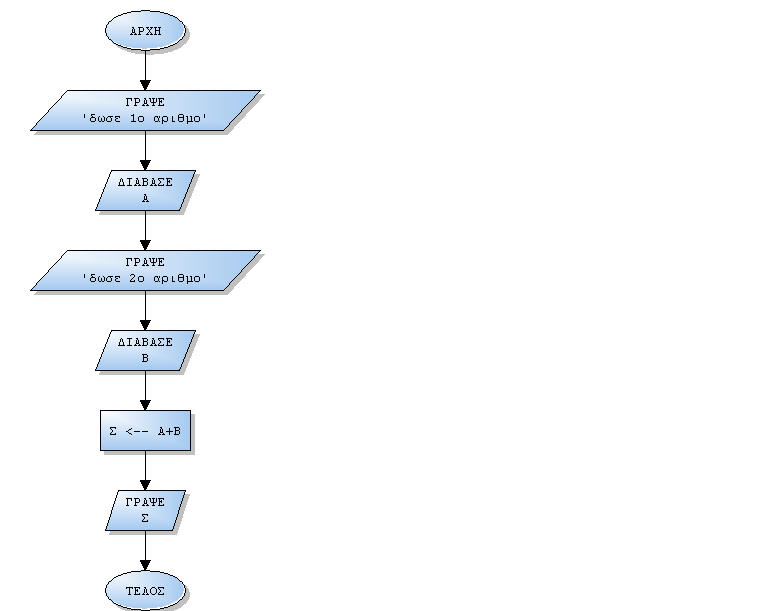 ΑΡΧΗ
ΓΡΑΨΕ
'δωσε 1ο αριθμο'
ΔΙΑΒΑΣΕ
Α
ΓΡΑΨΕ
'δωσε 2ο αριθμο'
ΔΙΑΒΑΣΕ
Β
Σ <-- Α+Β
ΓΡΑΨΕ
Σ
ΤΕΛΟΣ